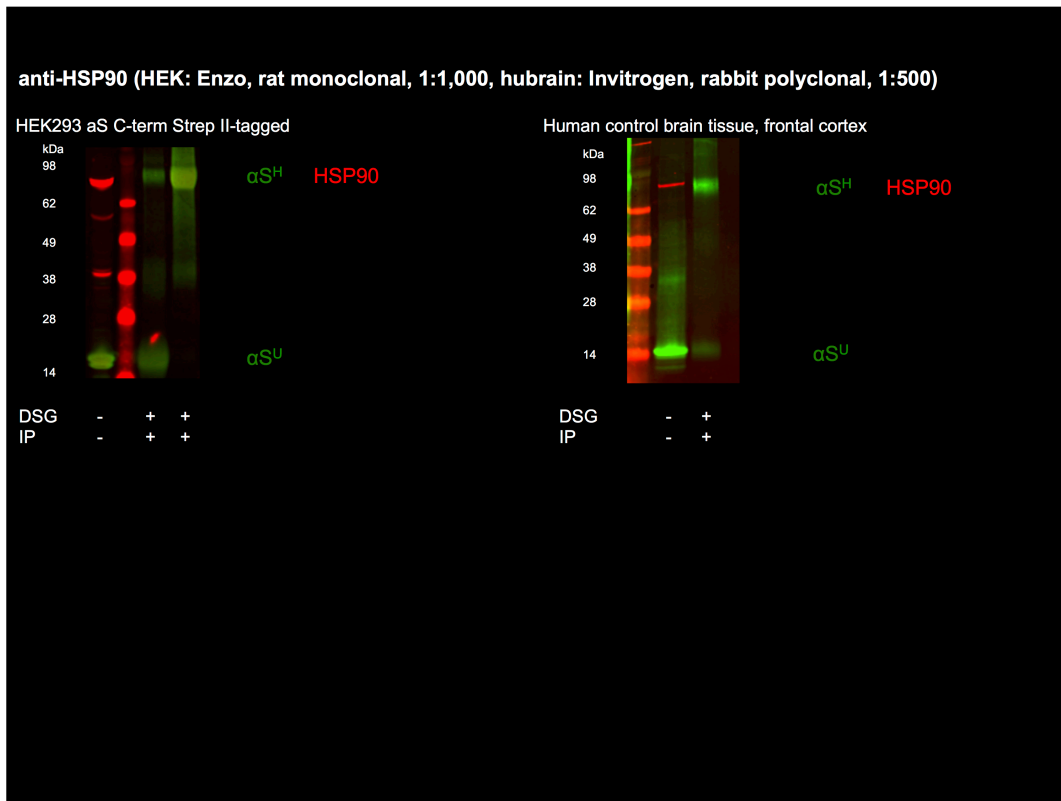 anti-HSP90 (HEK: Enzo, rat monoclonal, 1:1,000, hubrain: Invitrogen, rabbit polyclonal, 1:500)
HEK293 aS C-term Strep II-tagged
kDa
98
62
49
38
28
14
αSᴴ HSP90
αSᵁ
DSG - + +
IP - + +
Human control brain tissue, frontal cortex
kDa
98
62
49
38
28
14
αSᴴ HSP90
αSᵁ
DSG - +
IP - +